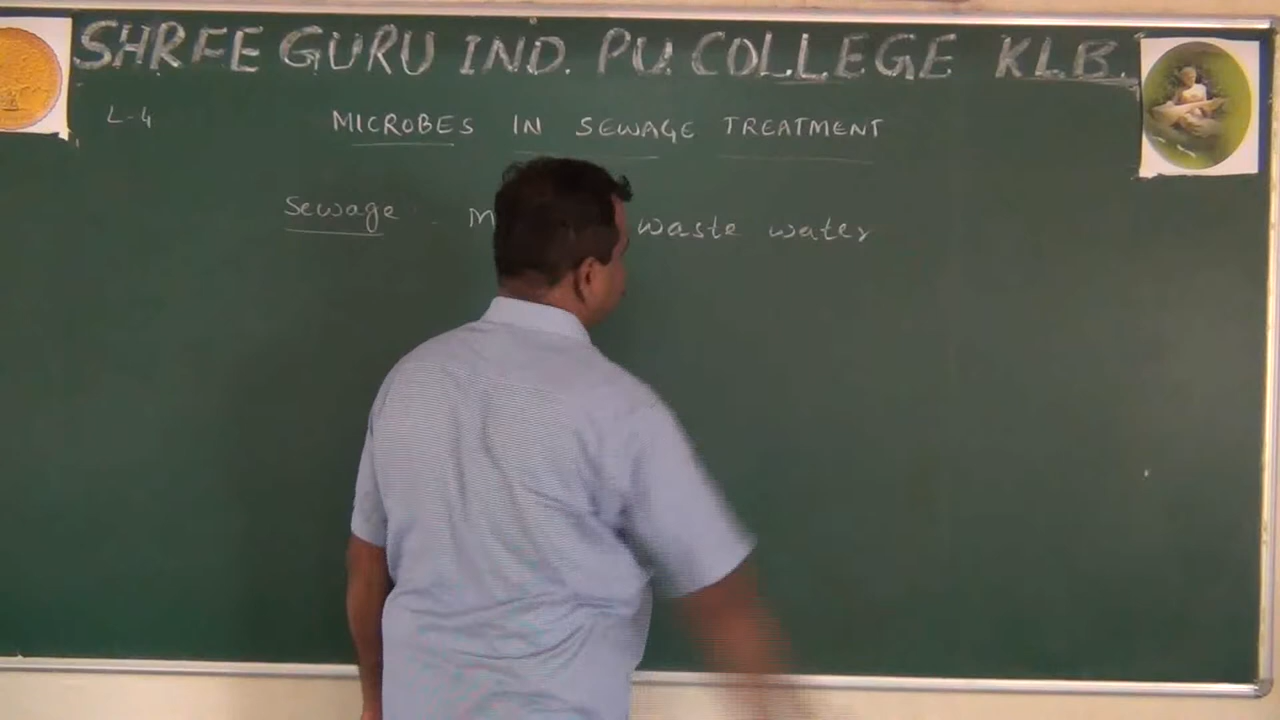 SHREE GURU IND. PU. COLLEGE KLB.
L-4
MICROBES IN SEWAGE TREATMENT
Sewage : waste water